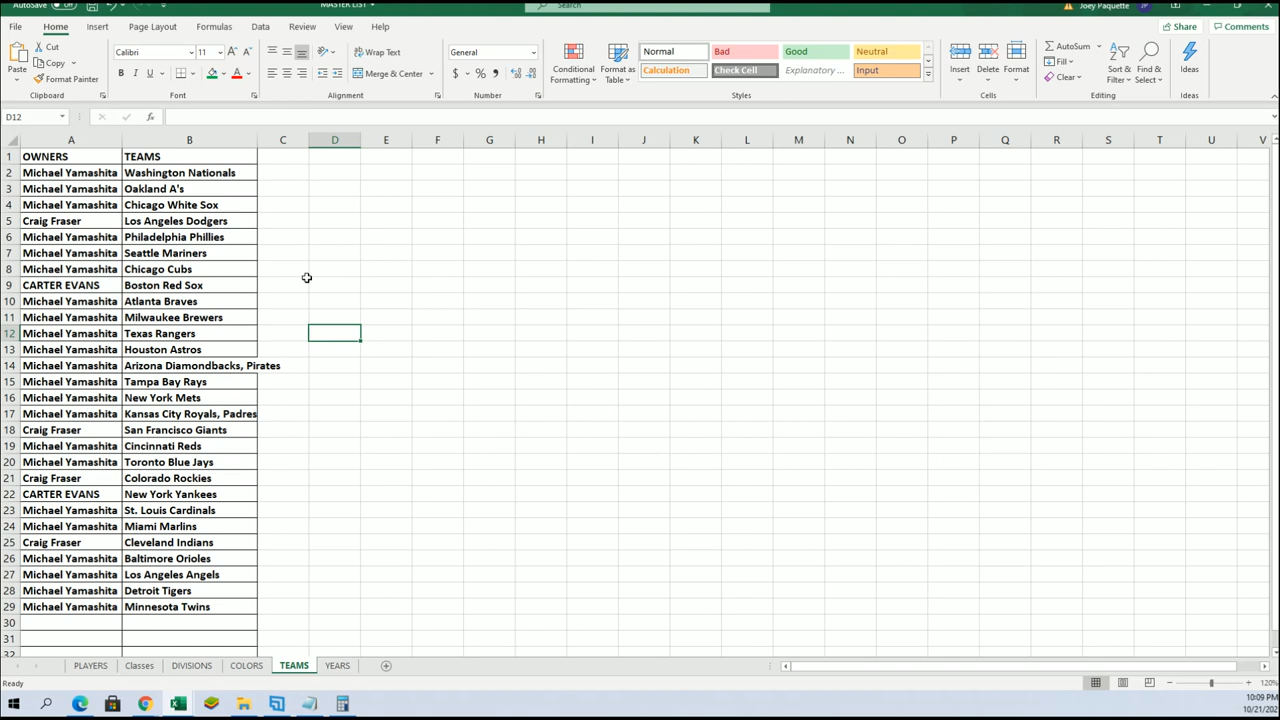 AutoSave Off MASTER LIST Search Joey Paquette JP
File Home Insert Page Layout Formulas Data Review View Share Comments
Cut Calibri 11 Wrap Text General Normal Bad Good Neutral AutoSum
Copy Calculation Check Cell Explanatory ... Input Fill
Paste Format Painter Merge & Center Conditional Formatting Format as Table Insert Delete Format Clear Sort & Filter Find & Select Ideas
Clipboard Font Alignment Number Styles Cells Editing Ideas
D12 fx
A B C D E F G H I J K L M N O P Q R S T U V
1 OWNERS TEAMS
2 Michael Yamashita Washington Nationals
3 Michael Yamashita Oakland A's
4 Michael Yamashita Chicago White Sox
5 Craig Fraser Los Angeles Dodgers
6 Michael Yamashita Philadelphia Phillies
7 Michael Yamashita Seattle Mariners
8 Michael Yamashita Chicago Cubs
9 CARTER EVANS Boston Red Sox
10 Michael Yamashita Atlanta Braves
11 Michael Yamashita Milwaukee Brewers
12 Michael Yamashita Texas Rangers
13 Michael Yamashita Houston Astros
14 Michael Yamashita Arizona Diamondbacks, Pirates
15 Michael Yamashita Tampa Bay Rays
16 Michael Yamashita New York Mets
17 Michael Yamashita Kansas City Royals, Padres
18 Craig Fraser San Francisco Giants
19 Michael Yamashita Cincinnati Reds
20 Michael Yamashita Toronto Blue Jays
21 Craig Fraser Colorado Rockies
22 CARTER EVANS New York Yankees
23 Michael Yamashita St. Louis Cardinals
24 Michael Yamashita Miami Marlins
25 Craig Fraser Cleveland Indians
26 Michael Yamashita Baltimore Orioles
27 Michael Yamashita Los Angeles Angels
28 Michael Yamashita Detroit Tigers
29 Michael Yamashita Minnesota Twins
30
31
32
PLAYERS Classes DIVISIONS COLORS TEAMS YEARS
Ready 120%
10:09 PM
10/21/202